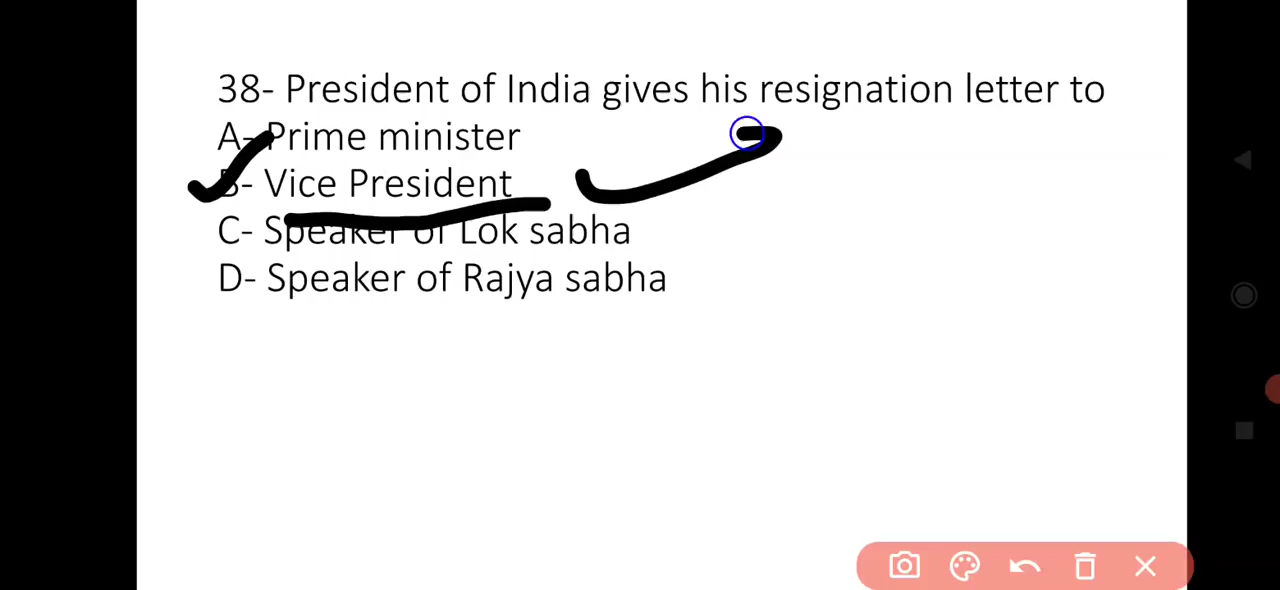 38- President of India gives his resignation letter to
A- Prime minister
B- Vice President
C- Speaker of Lok sabha
D- Speaker of Rajya sabha